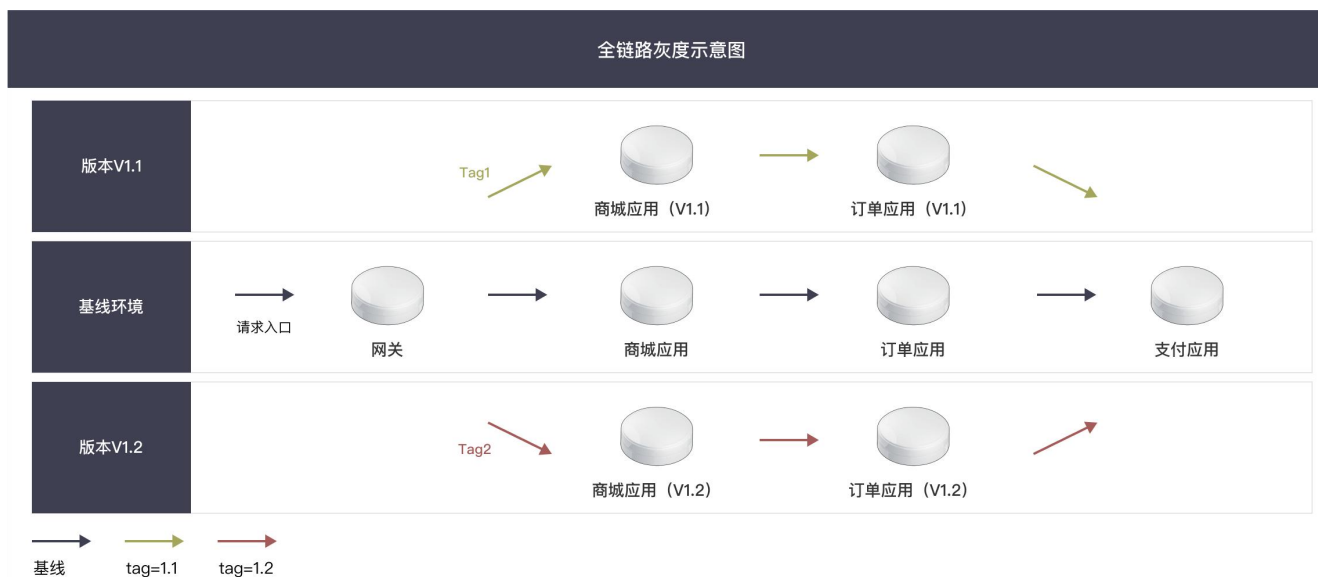 全链路灰度示意图
版本V1.1
Tag1
商城应用（V1.1）
订单应用（V1.1）
基线环境
请求入口
网关
商城应用
订单应用
支付应用
版本V1.2
Tag2
商城应用（V1.2）
订单应用（V1.2）
基线
tag=1.1
tag=1.2